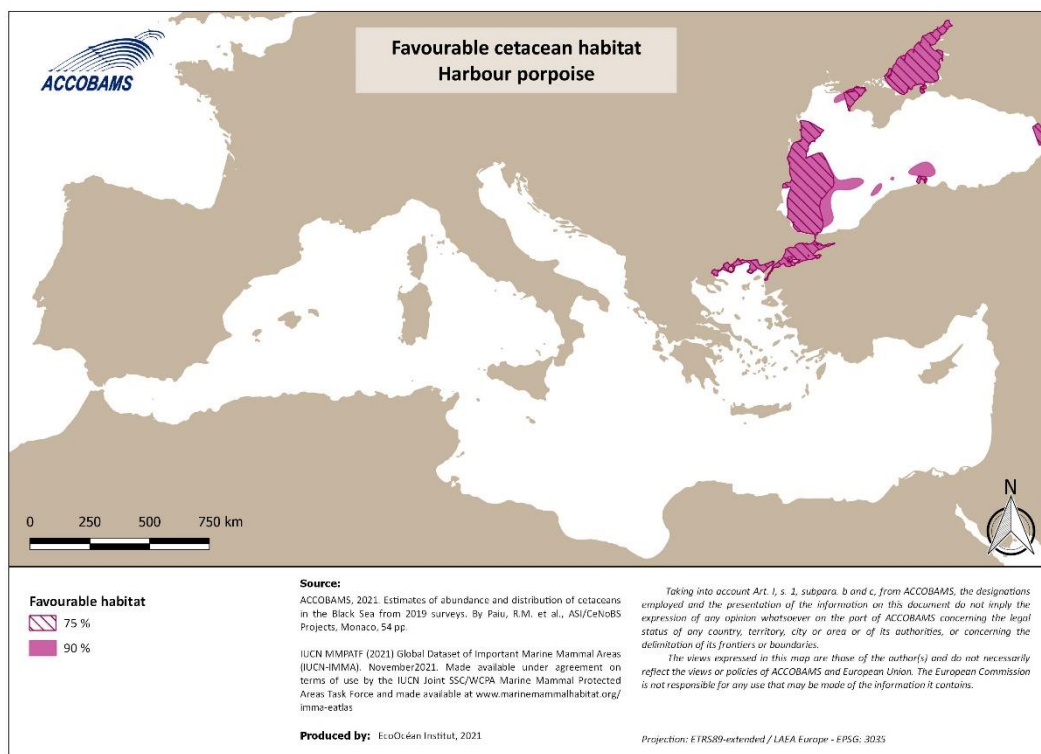 ACCOBAMS
Favourable cetacean habitat
Harbour porpoise
N
0 250 500 750 km
Favourable habitat
75 %
90 %
Source:
ACCOBAMS, 2021. Estimates of abundance and distribution of cetaceans
in the Black Sea from 2019 surveys. By Paiu, R.M. et al., ASI/CeNoBS
Projects, Monaco, 54 pp.
IUCN MMPATF (2021) Global Dataset of Important Marine Mammal Areas
(IUCN-IMMA). November2021. Made available under agreement on
terms of use by the IUCN Joint SSC/WCPA Marine Mammal Protected
Areas Task Force and made available at www.marinemammalhabitat.org/
imma-eatlas
Produced by: EcoOcéan Institut, 2021
Taking into account Art. I, s. 1, subpara. b and c, from ACCOBAMS, the designations
employed and the presentation of the information on this document do not imply the
expression of any opinion whatsoever on the part of ACCOBAMS concerning the legal
status of any country, territory, city or area or of its authorities, or concerning the
delimitation of its frontiers or boundaries.
The views expressed in this map are those of the author(s) and do not necessarily
reflect the views or policies of ACCOBAMS and European Union. The European Commission
is not responsible for any use that may be made of the information it contains.
Projection: ETRS89-extended / LAEA Europe - EPSG: 3035